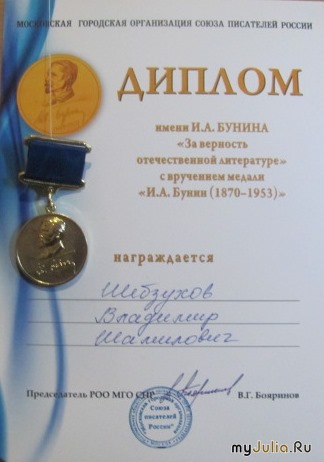 МОСКОВСКАЯ ГОРОДСКАЯ ОРГАНИЗАЦИЯ СОЮЗА ПИСАТЕЛЕЙ РОССИИ
ДИПЛОМ
имени И.А. БУНИНА
«За верность
отечественной литературе»
с вручением медали
«И.А. Бунин (1870-1953)»
награждается
Шебзухов
Владимир
Шамилович
Председатель РОО МГО СПР В.Г. Бояринов
Союза
писателей
России
myJulia.Ru